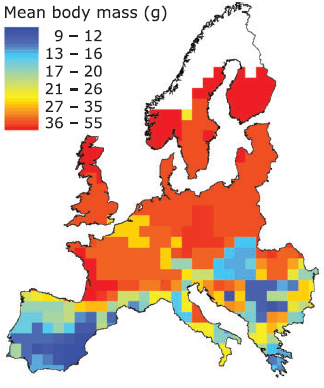 Mean body mass (g)
9 – 12
13 – 16
17 – 20
21 – 26
27 – 35
36 – 55